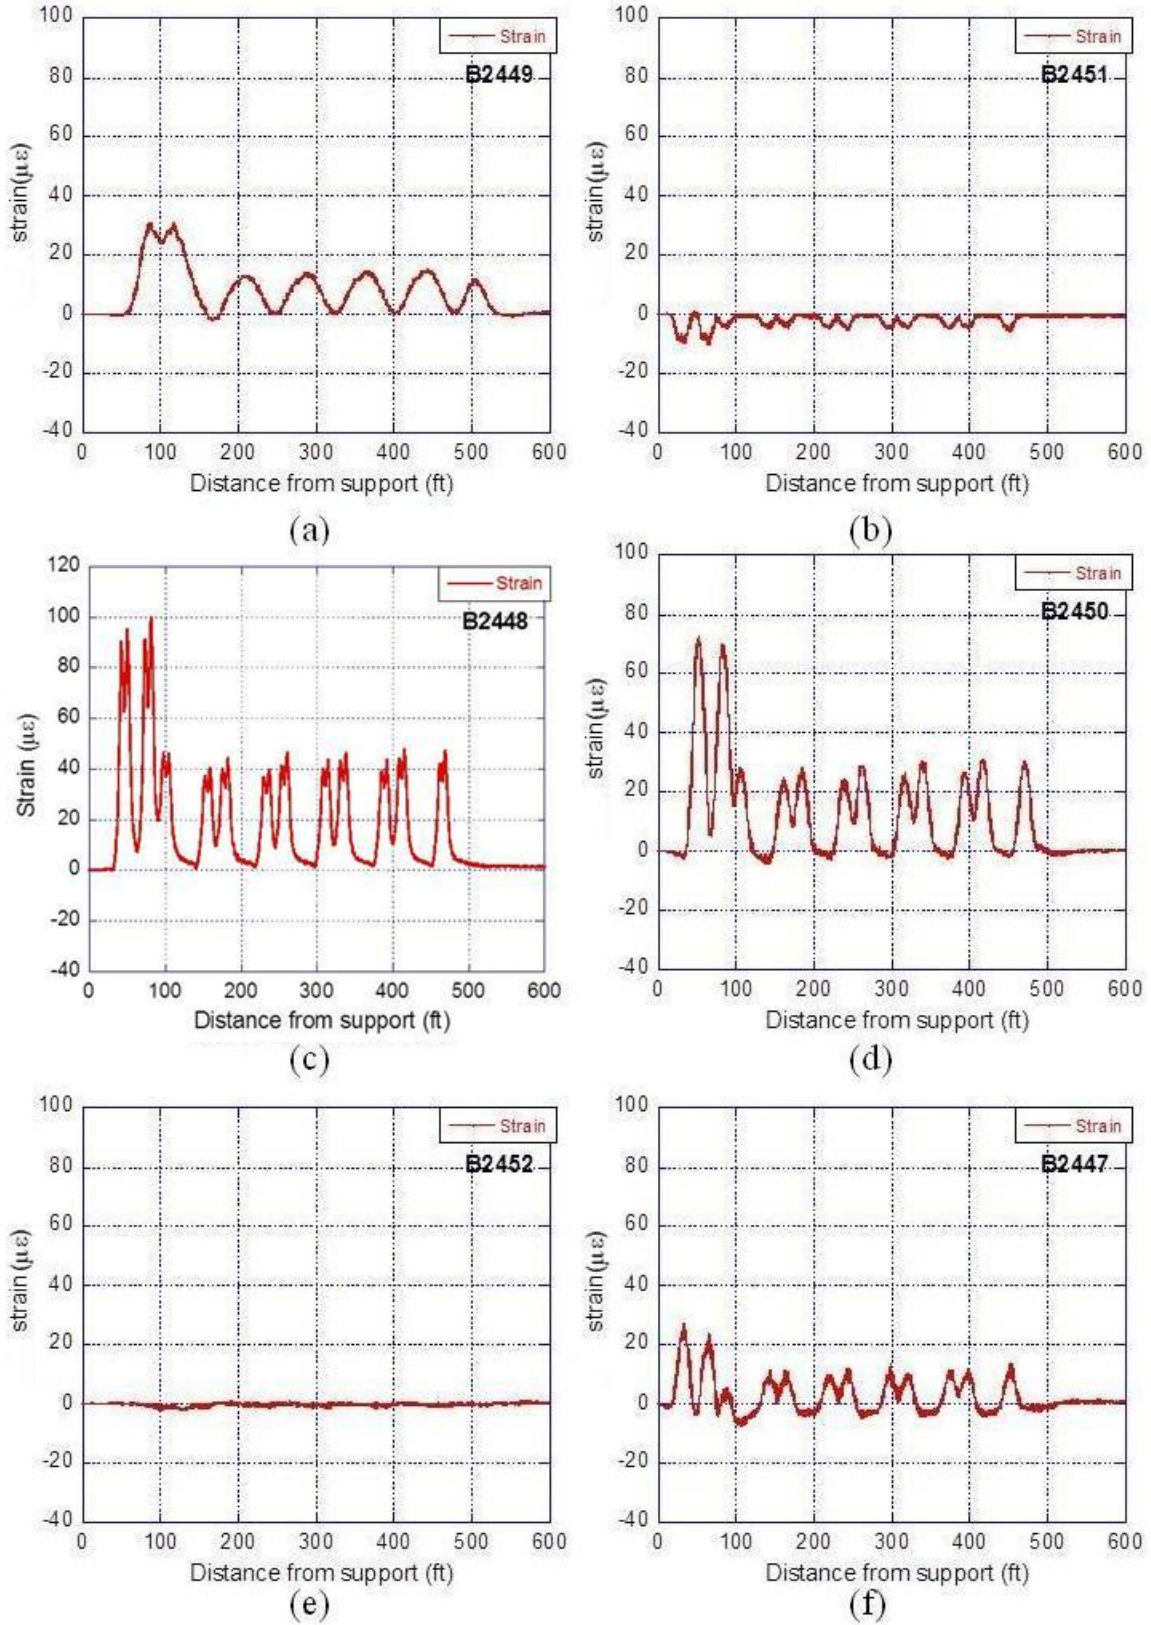 100
80
60
40
20
0
-20
-40
strain(με)
Strain
B2449
0 100 200 300 400 500 600
Distance from support (ft)
(a)
100
80
60
40
20
0
-20
-40
strain(με)
Strain
B2451
0 100 200 300 400 500 600
Distance from support (ft)
(b)
120
100
80
60
40
20
0
-20
-40
Strain (με)
Strain
B2448
0 100 200 300 400 500 600
Distance from support (ft)
(c)
100
80
60
40
20
0
-20
-40
strain(με)
Strain
B2450
0 100 200 300 400 500 600
Distance from support (ft)
(d)
100
80
60
40
20
0
-20
-40
strain(με)
Strain
B2452
0 100 200 300 400 500 600
Distance from support (ft)
(e)
100
80
60
40
20
0
-20
-40
strain(με)
Strain
B2447
0 100 200 300 400 500 600
Distance from support (ft)
(f)